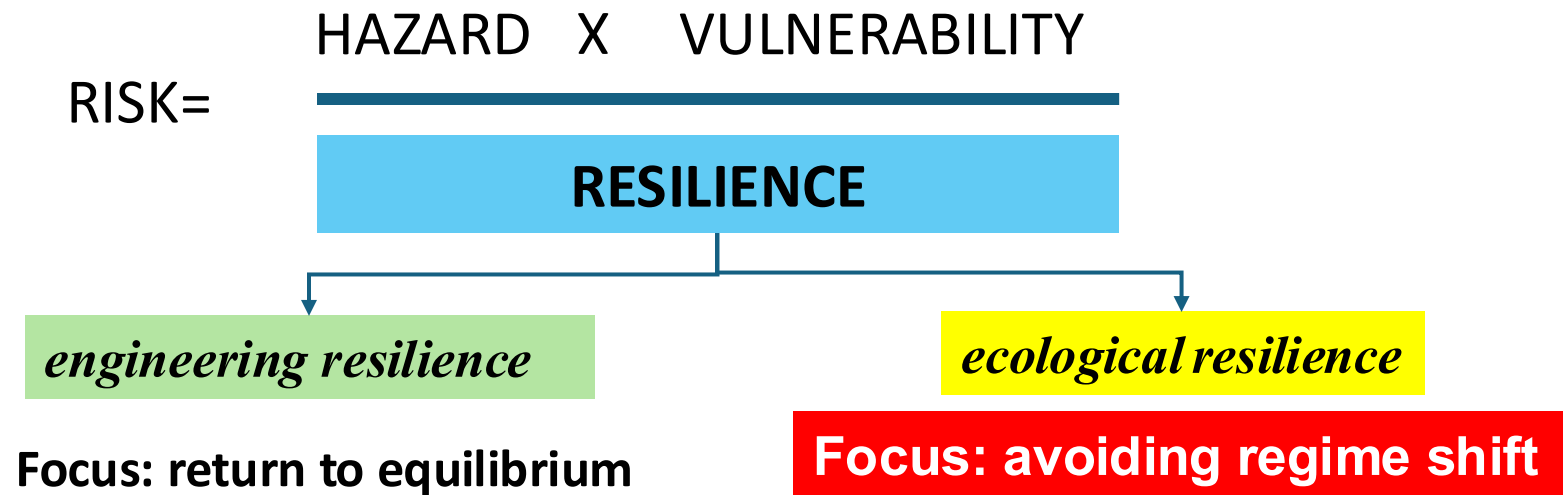 HAZARD X VULNERABILITY
RISK=
RESILIENCE
engineering resilience
ecological resilience
Focus: return to equilibrium
Focus: avoiding regime shift